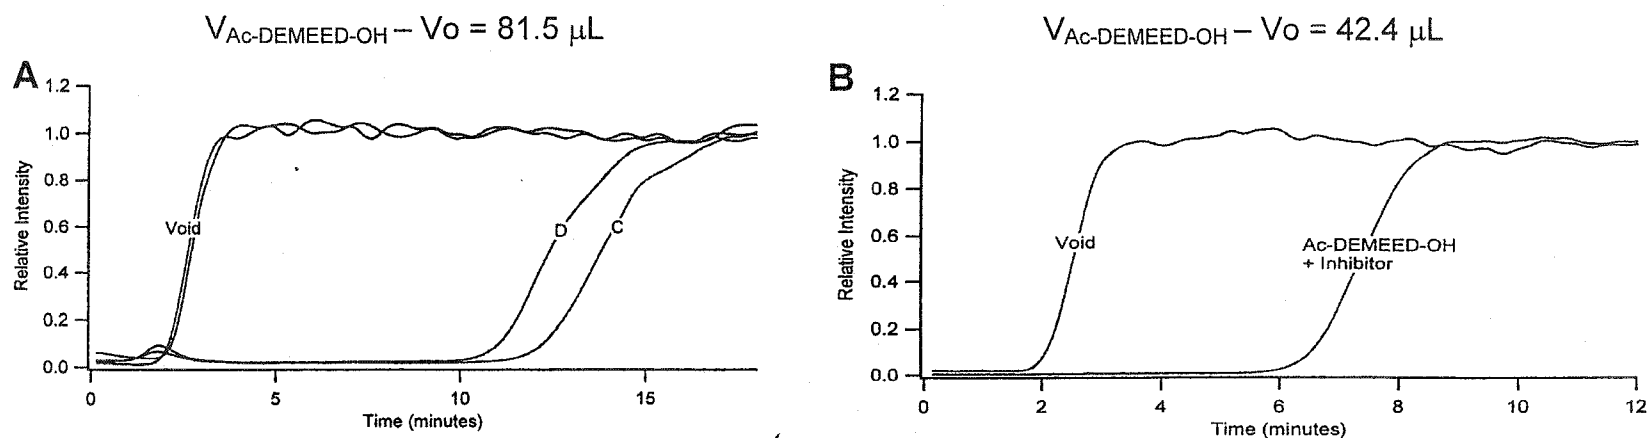 V Ac-DEMEED-OH – Vo = 81.5 μL
A
1.2
1.0
0.8
0.6
0.4
0.2
0.0
Relative Intensity
Void
D
C
0
5
10
15
Time (minutes)
V Ac-DEMEED-OH – Vo = 42.4 μL
B
1.2
1.0
0.8
0.6
0.4
0.2
0.0
Relative Intensity
Void
Ac-DEMEED-OH
+ Inhibitor
0
2
4
6
8
10
12
Time (minutes)